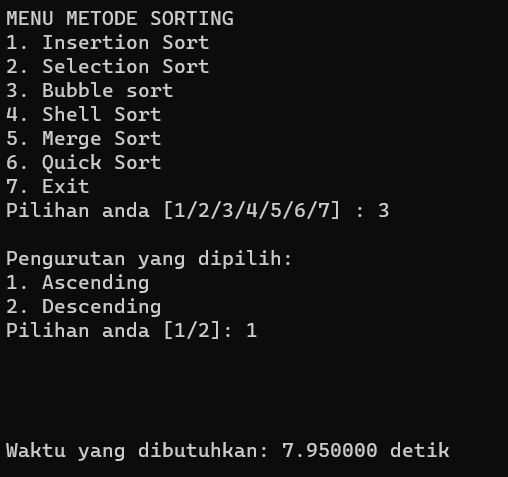 MENU METODE SORTING
1. Insertion Sort
2. Selection Sort
3. Bubble sort
4. Shell Sort
5. Merge Sort
6. Quick Sort
7. Exit
Pilihan anda [1/2/3/4/5/6/7] : 3
Pengurutan yang dipilih:
1. Ascending
2. Descending
Pilihan anda [1/2]: 1
Waktu yang dibutuhkan: 7.950000 detik